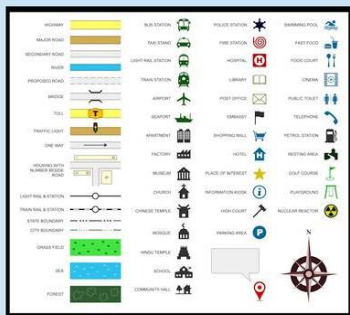 HIGHWAY
MAJOR ROAD
SECONDARY ROAD
RIVER
PROPOSED ROAD
BRIDGE
TOLL
T
TRAFFIC LIGHT
ONE WAY
HOUSING WITH
NUMBER BESIDE
ROAD
LIGHT RAIL & STATION
TRAIN RAIL & STATION
STATE BOUNDARY
CITY BOUNDARY
GRASS FIELD
SEA
FOREST
BUS STATION
TAXI STAND
LIGHT RAIL STATION
TRAIN STATION
AIRPORT
SEAPORT
APARTMENT
FACTORY
MUSEUM
CHURCH
CHINESE TEMPLE
MOSQUE
HINDU TEMPLE
SCHOOL
COMMUNITY HALL
POLICE STATION
FIRE STATION
HOSPITAL
H
LIBRARY
POST OFFICE
EMBASSY
SHOPPING MALL
HOTEL
H
PLACE OF INTEREST
INFORMATION KIOSK
i
HIGH COURT
PARKING AREA
P
SWIMMING POOL
FAST FOOD
FOOD COURT
CINEMA
PUBLIC TOILET
TELEPHONE
PETROL STATION
RESTING AREA
GOLF COURSE
PLAYGROUND
NUCLEAR REACTOR
N